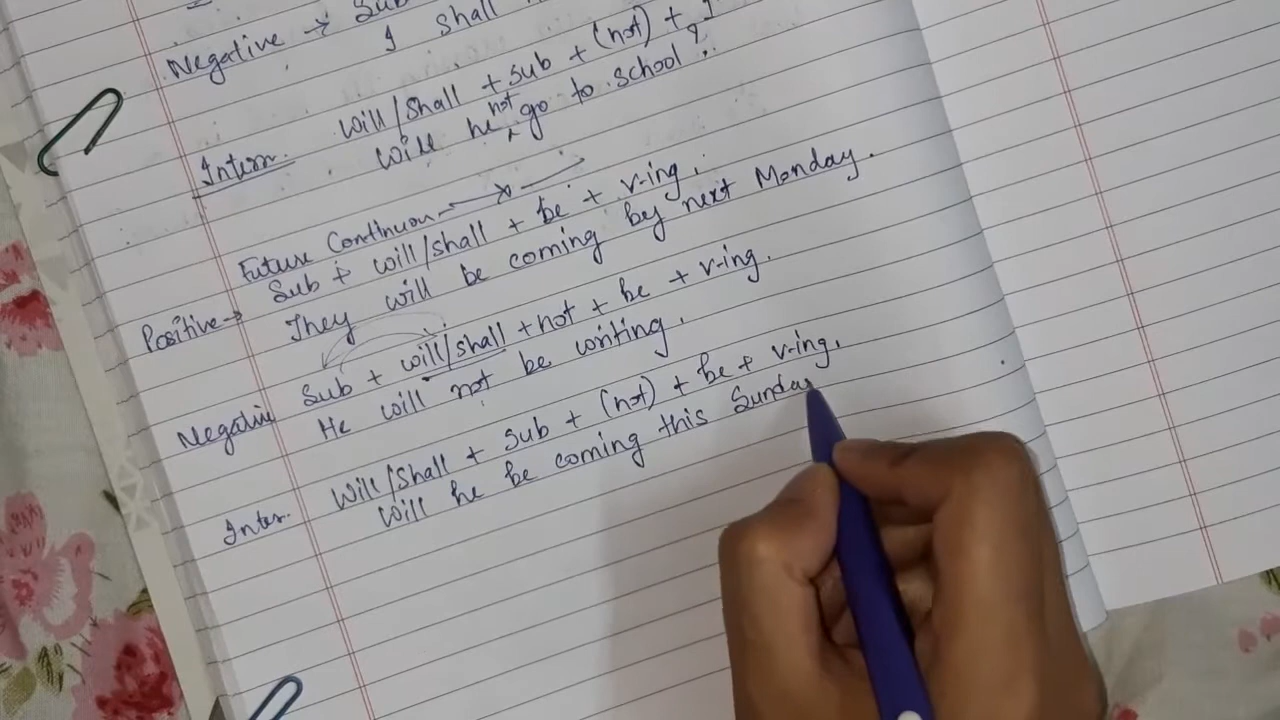 Negative → Sub
I shall
Interr. will/shall + sub + (not) +
will he not go to school?
Future Continuou
Positive → Sub + will/shall + be + v-ing.
They will be coming by next Monday.
Negative Sub + will/shall + not + be + v-ing.
He will not be writing.
Inter. Will/Shall + sub + (not) + be + v-ing.
will he be coming this Sunday